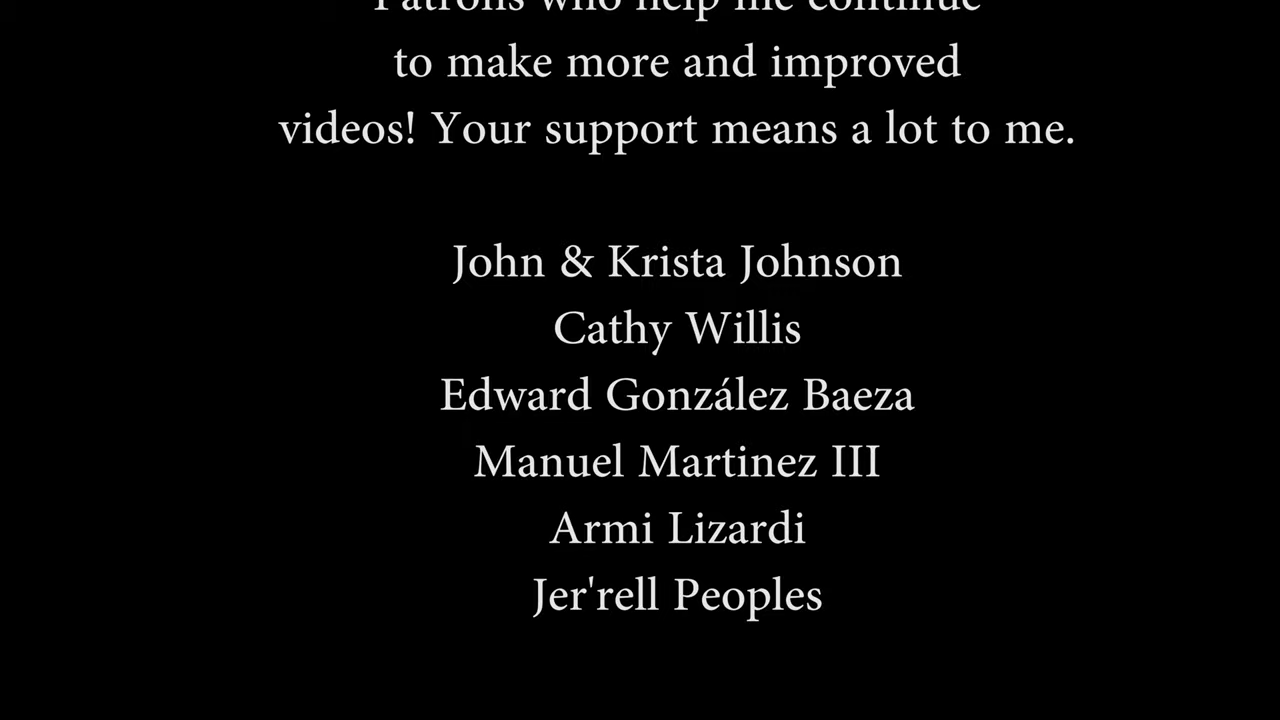 Patrons who help me continue
to make more and improved
videos! Your support means a lot to me.
John & Krista Johnson
Cathy Willis
Edward González Baeza
Manuel Martinez III
Armi Lizardi
Jer'rell Peoples